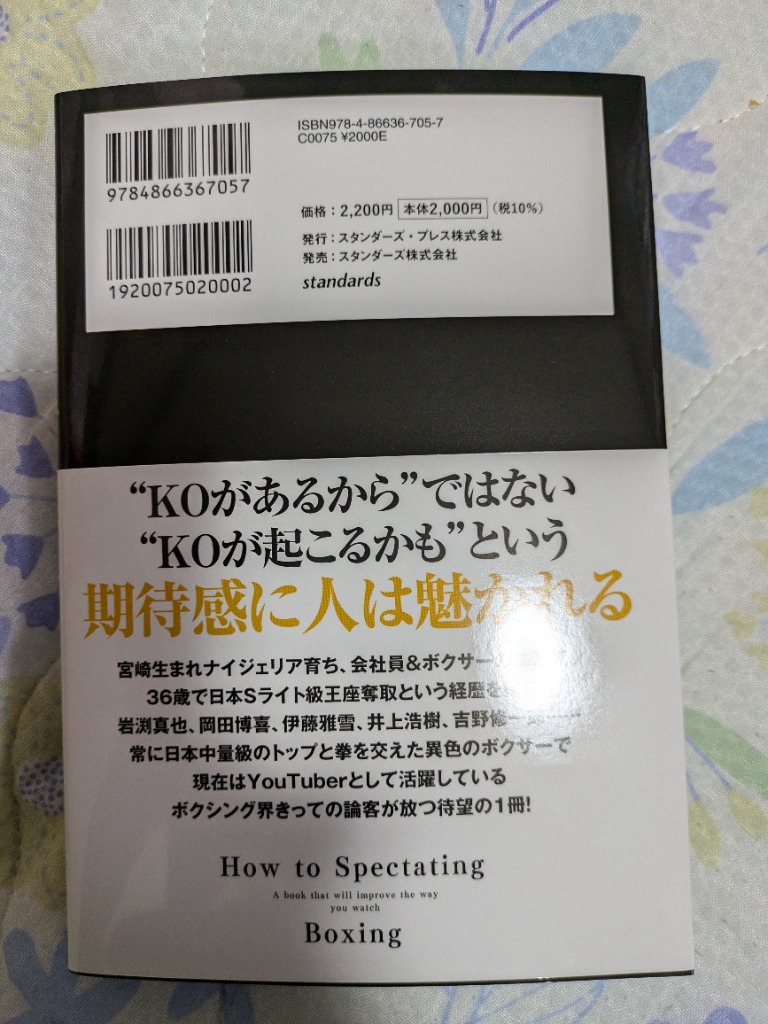 ISBN978-4-86636-705-7
C0075 ¥2000E
9784866367057
1920075020002
価格：2,200円 本体2,000円 (税10%)
発行：スタンダーズ・プレス株式会社
発売：スタンダーズ株式会社
standards
“KOがあるから”ではない
“KOが起こるかも”という
期待感に人は魅かれる
宮崎生まれナイジェリア育ち、会社員&ボクサー
36歳で日本Sライト級王座奪取という経歴を
岩渕真也、岡田博喜、伊藤雅雪、井上浩樹、吉野修一郎……
常に日本中量級のトップと拳を交えた異色のボクサーで
現在はYouTuberとして活躍している
ボクシング界きっての論客が放つ待望の1冊!
How to Spectating
A book that will improve the way
you watch
Boxing